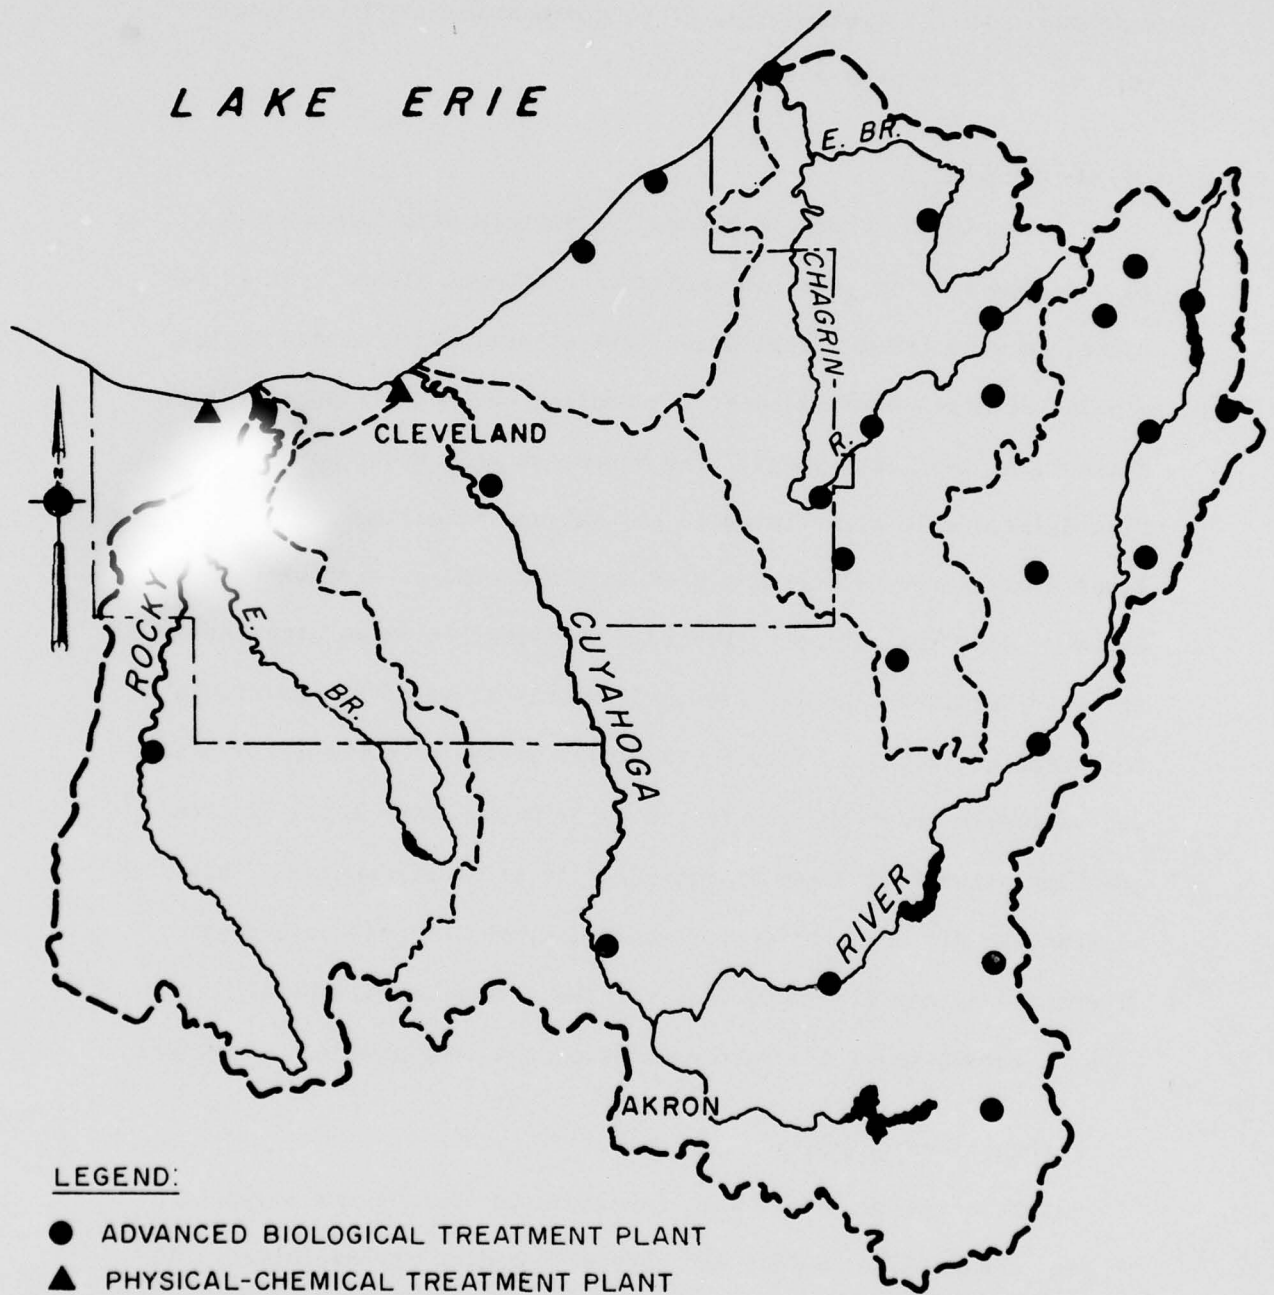 LAKE ERIE
E. BR.
CHAGRIN
R.
CLEVELAND
N
ROCKY
E.
BR.
CUYAHOGA
RIVER
AKRON
LEGEND:
ADVANCED BIOLOGICAL TREATMENT PLANT
PHYSICAL-CHEMICAL TREATMENT PLANT